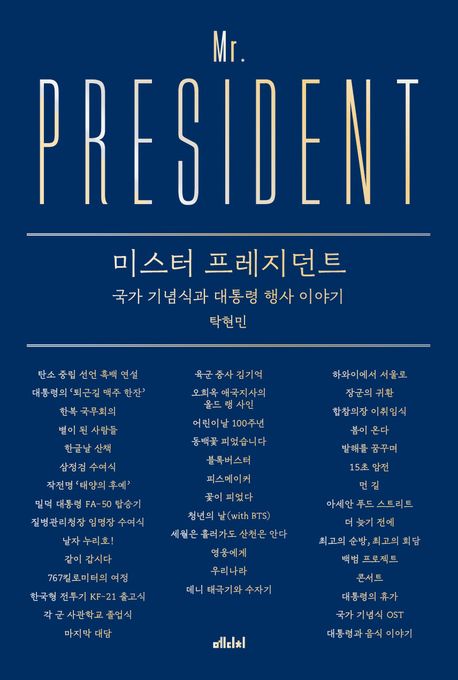 Mr.
PRESIDENT
미스터 프레지던트
국가 기념식과 대통령 행사 이야기
탁현민
탄소 중립 선언 흑백 연설
대통령의 ‘퇴근길 맥주 한잔’
한복 국무회의
별이 된 사람들
한글날 산책
삼정검 수여식
작전명 ‘태양의 후예’
밀덕 대통령 FA-50 탑승기
질병관리청장 임명장 수여식
날자 누리호!
같이 갑시다
767킬로미터의 여정
한국형 전투기 KF-21 출고식
각 군 사관학교 졸업식
마지막 대담
육군 중사 김기억
오희옥 애국지사의
올드 랭 사인
어린이날 100주년
동백꽃 피었습니다
블록버스터
피스메이커
꽃이 피었다
청년의 날(with BTS)
세월은 흘러가도 산천은 안다
영웅에게
우리나라
데니 태극기와 수자기
하와이에서 서울로
장군의 귀환
합참의장 이취임식
봄이 온다
발해를 꿈꾸며
15초 암전
먼 길
아세안 푸드 스트리트
더 늦기 전에
최고의 순방, 최고의 회담
백범 프로젝트
콘서트
대통령의 휴가
국가 기념식 OST
대통령과 음식 이야기
메디치